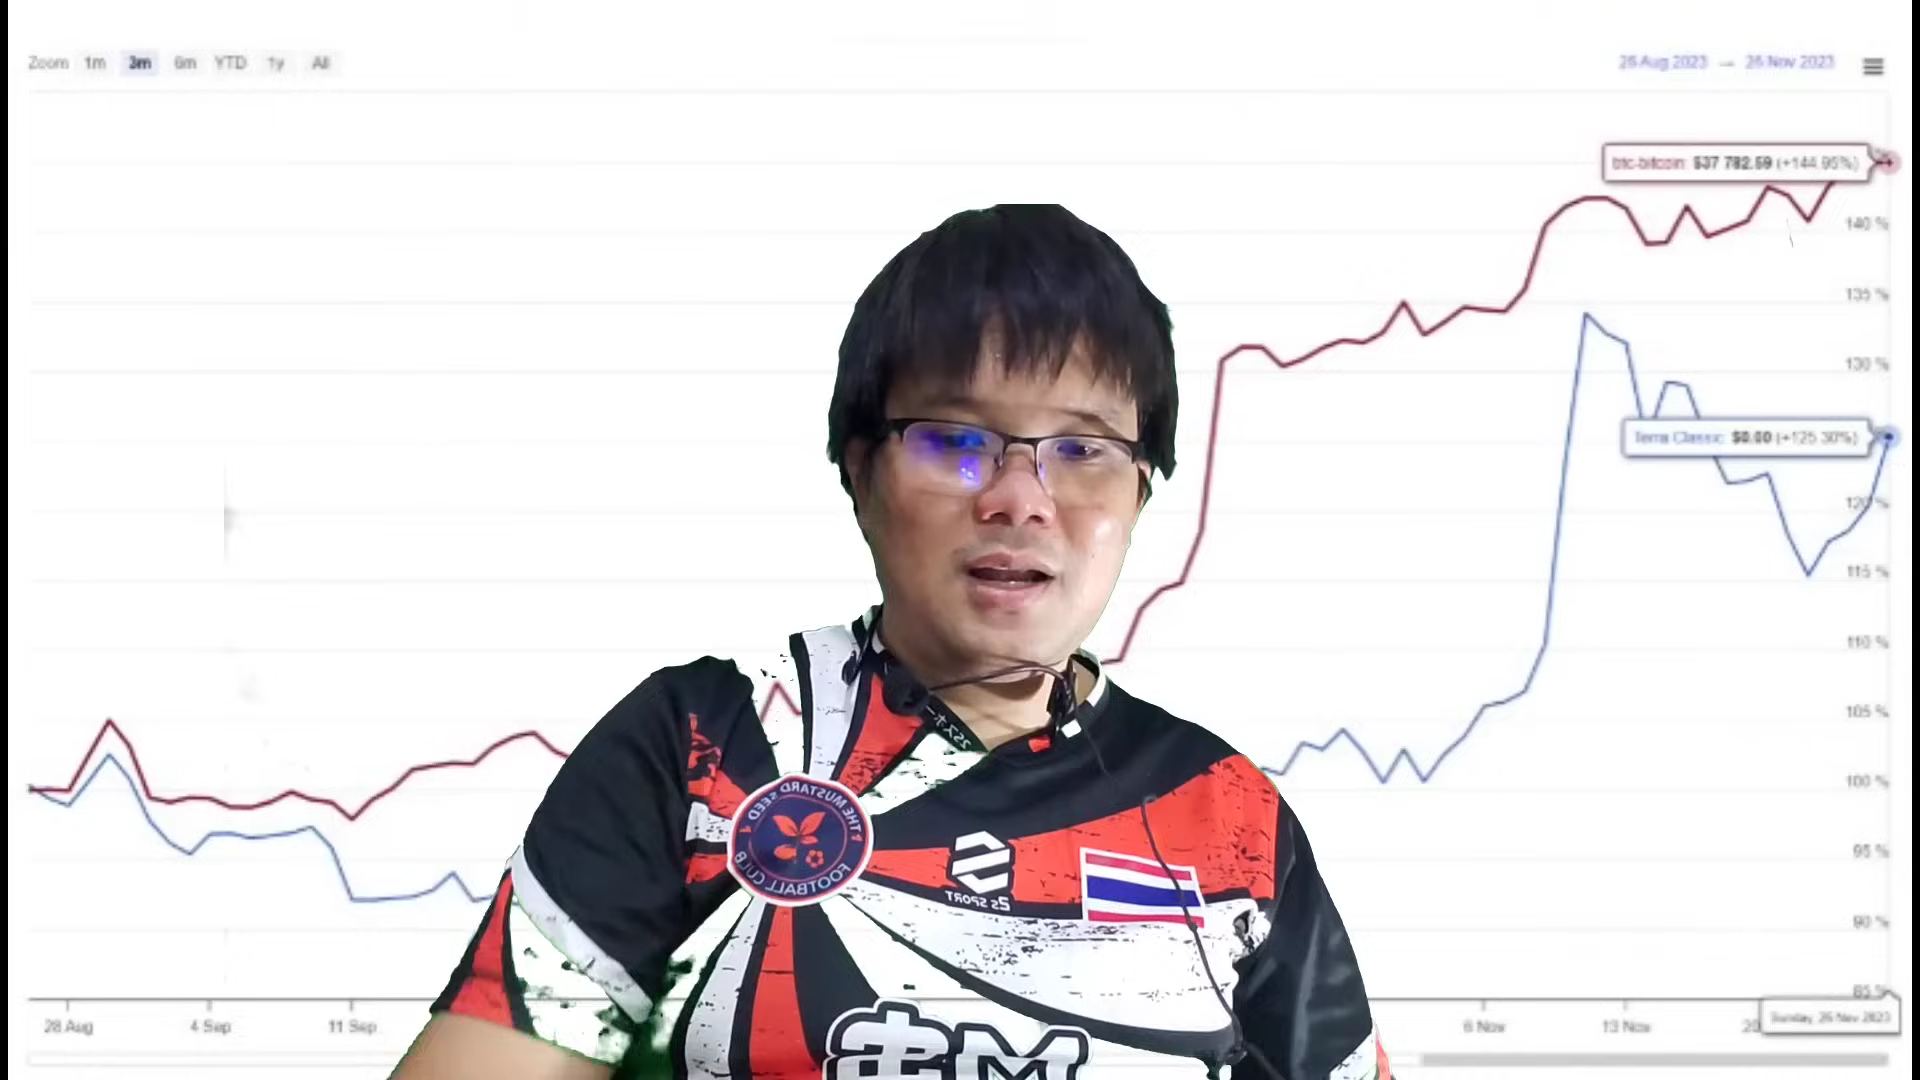 Zoom 1m 3m 6m YTD 1y All
26 Aug 2023 → 26 Nov 2023
btc-bitcoin: $37 782.59 (+144.95%)
140 %
135 %
130 %
Terra Classic: $0.00 (+125.30%)
120 %
115 %
110 %
105 %
100 %
95 %
90 %
85 %
THE MUSTARD SEED 1
FOOTBALL CULB
2s SPORT
28 Aug
4 Sep
11 Sep
6 Nov
13 Nov
Sunday, 26 Nov 2023